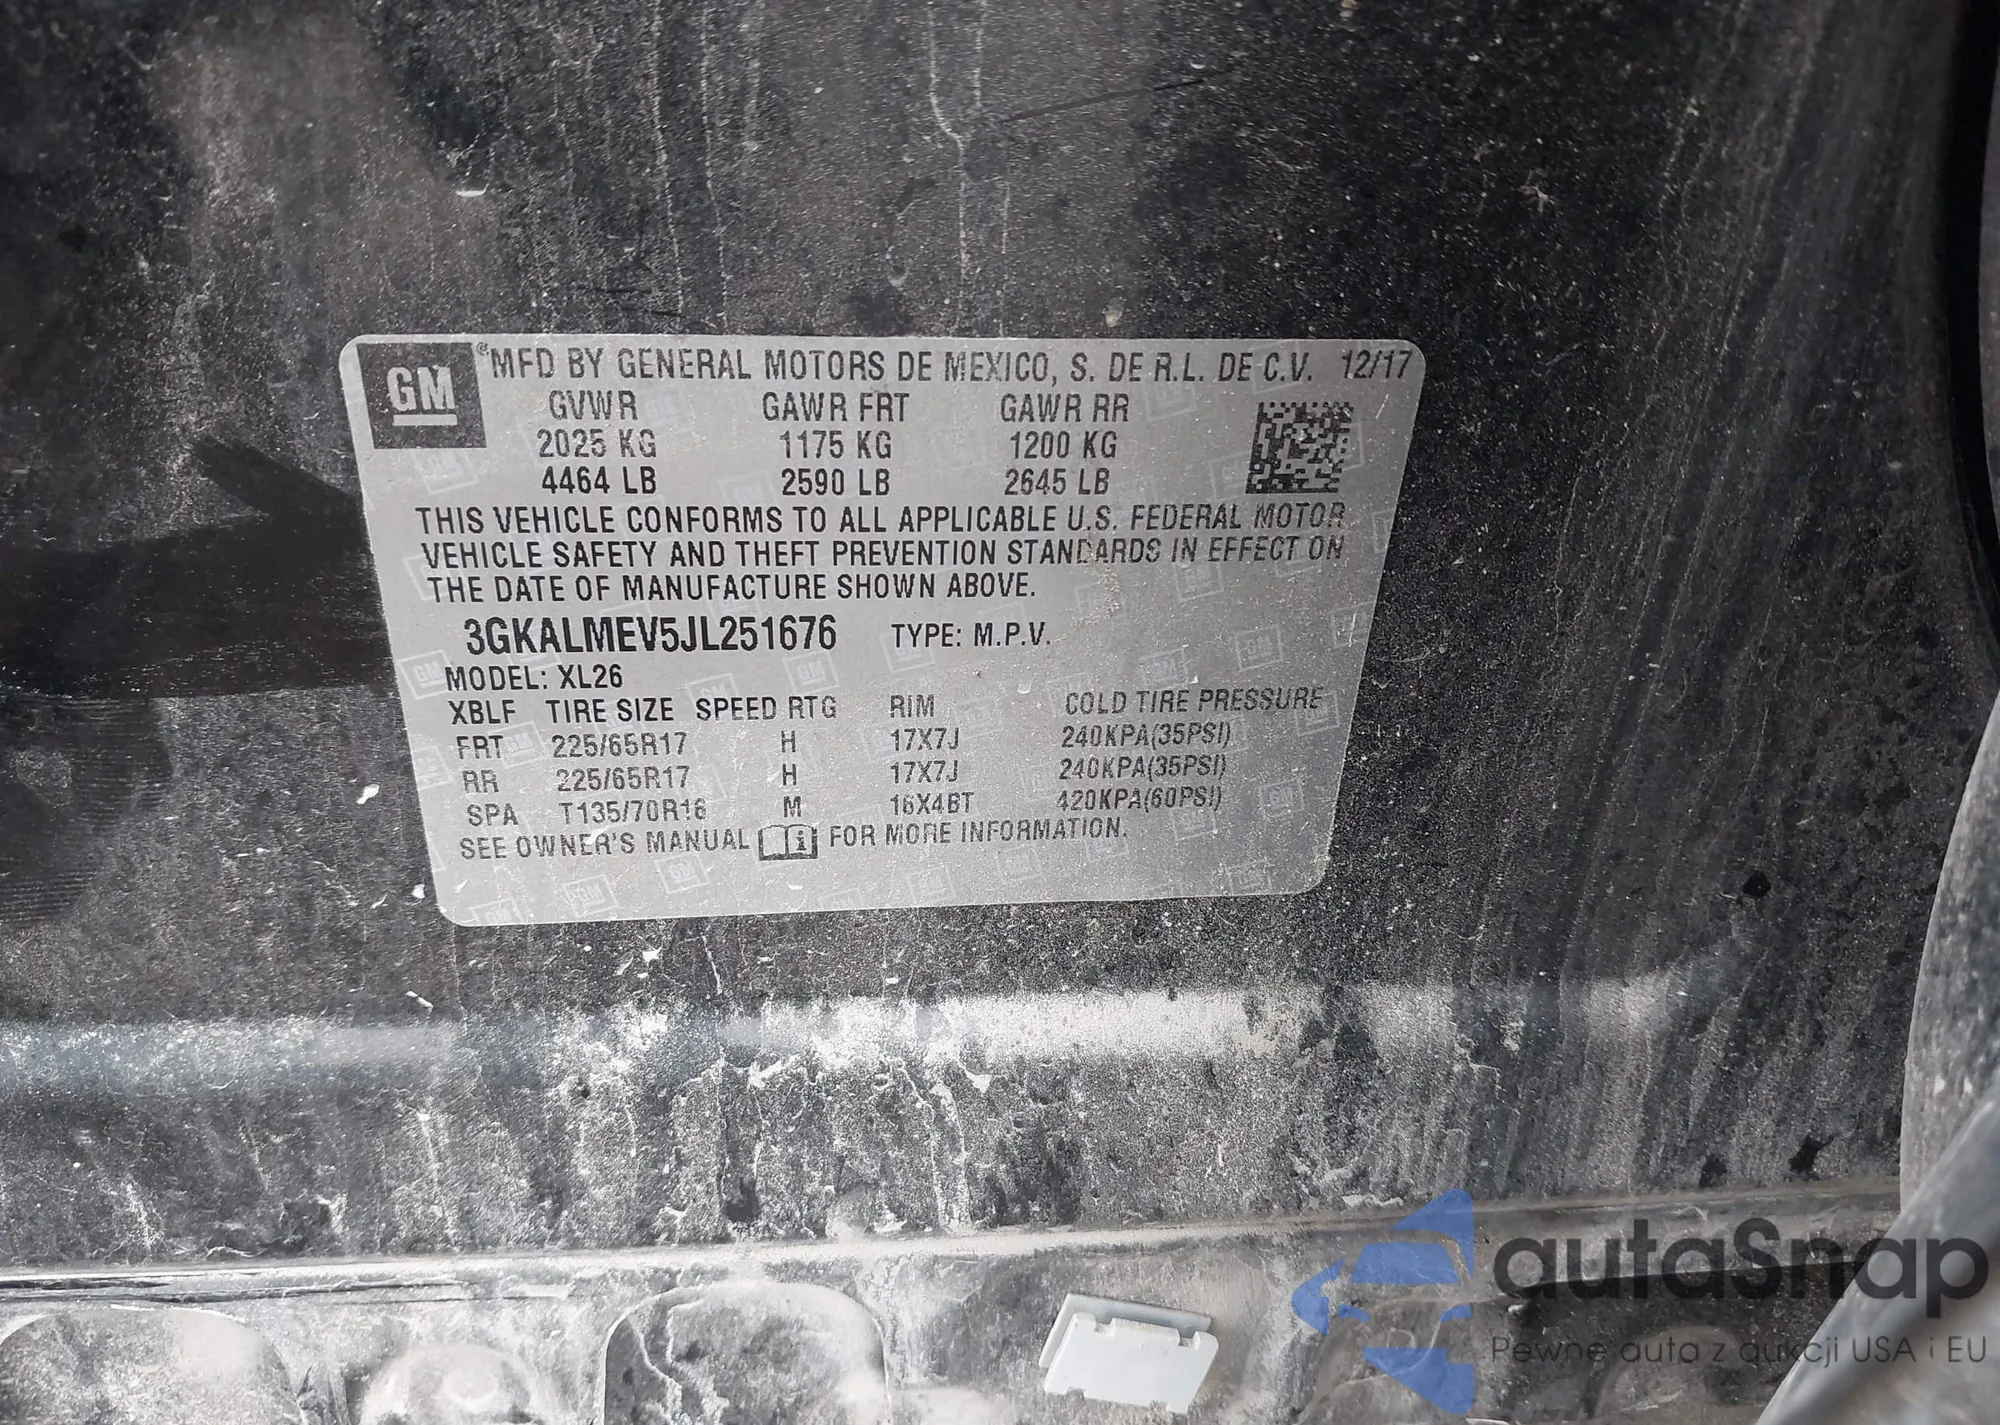 GM
©MFD BY GENERAL MOTORS DE MEXICO, S. DE R.L. DE C.V. 12/17
GVWR GAWR FRT GAWR RR
2025 KG 1175 KG 1200 KG
4464 LB 2590 LB 2645 LB
THIS VEHICLE CONFORMS TO ALL APPLICABLE U.S. FEDERAL MOTOR
VEHICLE SAFETY AND THEFT PREVENTION STANDARDS IN EFFECT ON
THE DATE OF MANUFACTURE SHOWN ABOVE.
3GKALMEV5JL251676 TYPE: M.P.V.
MODEL: XL26
XBLF TIRE SIZE SPEED RTG RIM COLD TIRE PRESSURE
FRT 225/65R17 H 17X7J 240KPA(35PSI)
RR 225/65R17 H 17X7J 240KPA(35PSI)
SPA T135/70R16 M 16X4BT 420KPA(60PSI)
SEE OWNER'S MANUAL FOR MORE INFORMATION.
autaSnap
Pewne auta z aukcji USA i EU